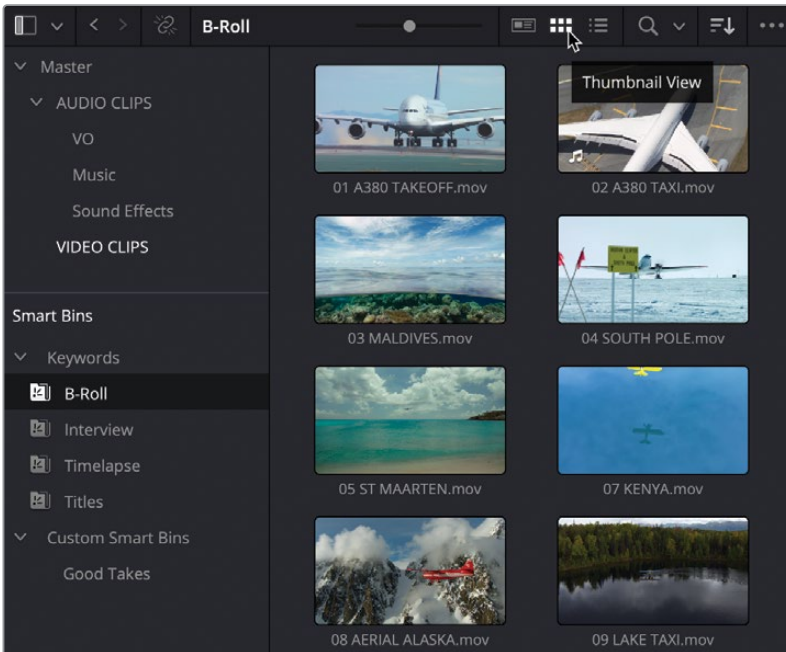 B-Roll
Thumbnail View
Master
AUDIO CLIPS
VO
Music
Sound Effects
VIDEO CLIPS
Smart Bins
Keywords
B-Roll
Interview
Timelapse
Titles
Custom Smart Bins
Good Takes
01 A380 TAKEOFF.mov
02 A380 TAXI.mov
03 MALDIVES.mov
04 SOUTH POLE.mov
05 ST MAARTEN.mov
07 KENYA.mov
08 AERIAL ALASKA.mov
09 LAKE TAXI.mov